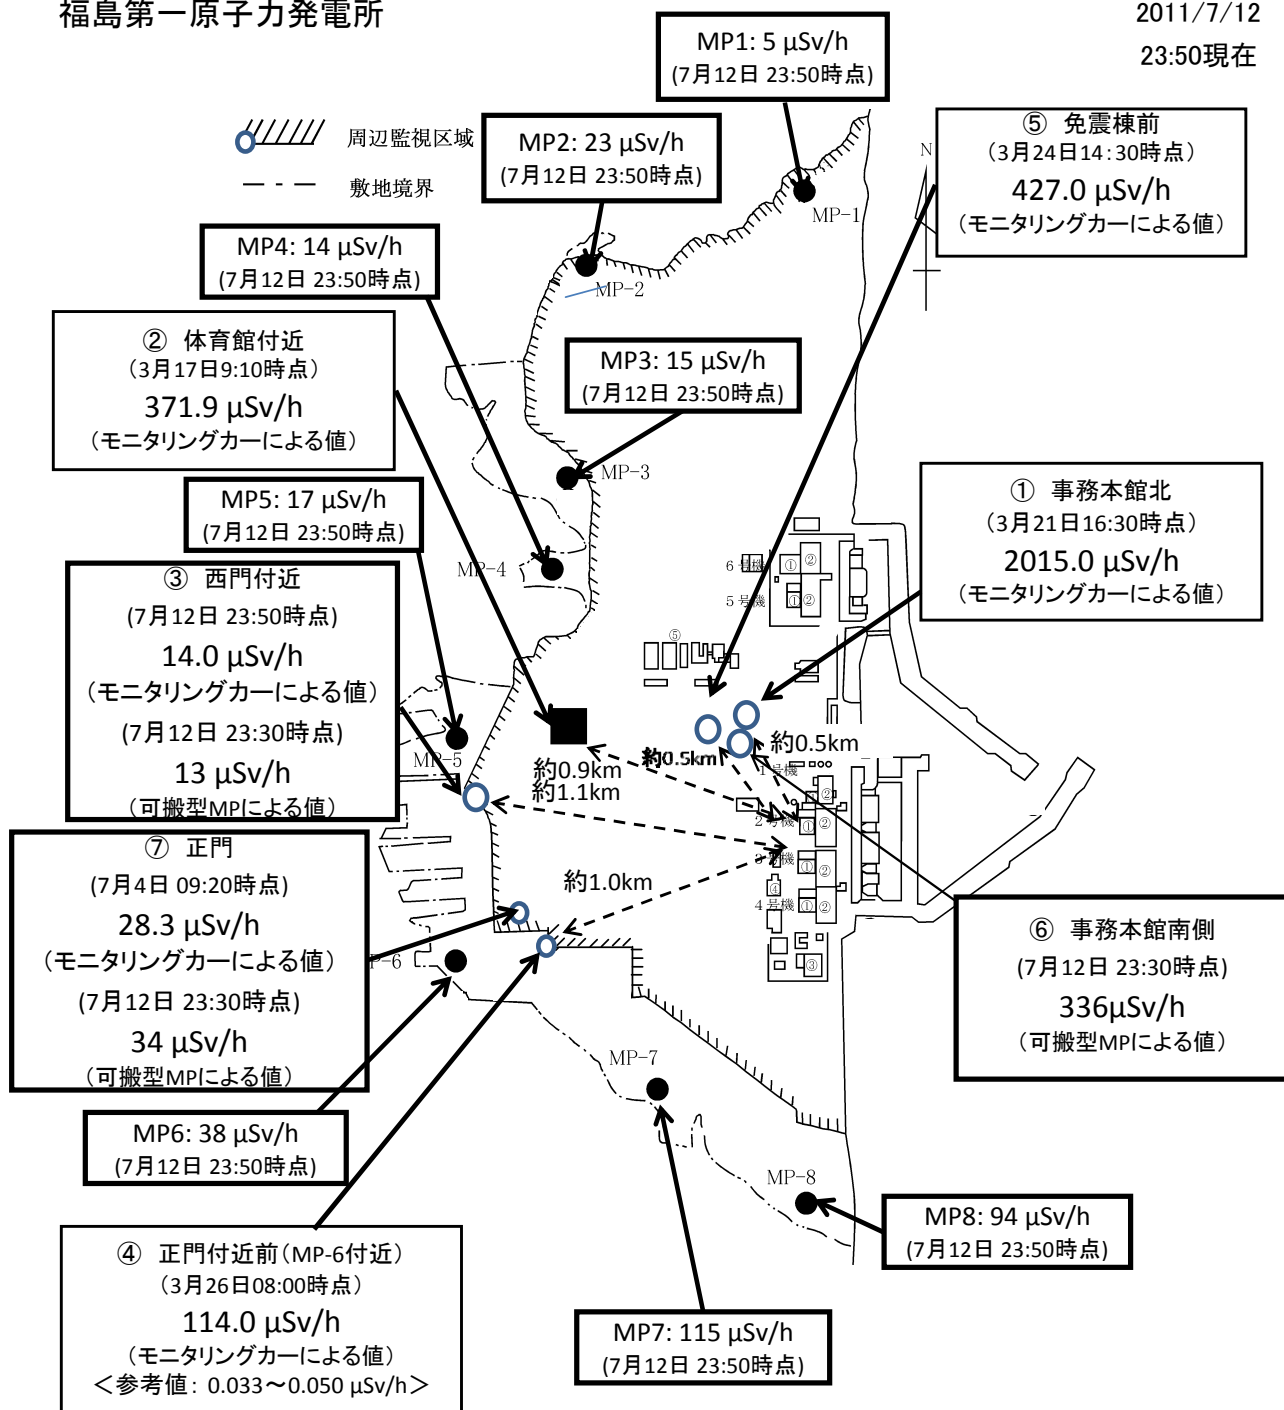 福島第一原子力発電所
2011/7/12
23:50現在
周辺監視区域
敷地境界
MP1: 5 μSv/h
(7月12日 23:50時点)
MP2: 23 μSv/h
(7月12日 23:50時点)
⑤ 免震棟前
(3月24日14:30時点)
427.0 μSv/h
(モニタリングカーによる値)
N
MP-1
MP-2
MP4: 14 μSv/h
(7月12日 23:50時点)
② 体育館付近
(3月17日9:10時点)
371.9 μSv/h
(モニタリングカーによる値)
MP3: 15 μSv/h
(7月12日 23:50時点)
MP-3
MP5: 17 μSv/h
(7月12日 23:50時点)
① 事務本館北
(3月21日16:30時点)
2015.0 μSv/h
(モニタリングカーによる値)
MP-4
③ 西門付近
(7月12日 23:50時点)
14.0 μSv/h
(モニタリングカーによる値)
(7月12日 23:30時点)
13 μSv/h
(可搬型MPによる値)
6号機
① ②
5号機
① ②
⑤
MP-5
約0.9km
約1.1km
約0.5km
約0.5km
1号機
②
2号機
① ②
3号機
① ②
④
4号機
① ②
③
約1.0km
⑦ 正門
(7月4日 09:20時点)
28.3 μSv/h
(モニタリングカーによる値)
(7月12日 23:30時点)
34 μSv/h
(可搬型MPによる値)
P-6
⑥ 事務本館南側
(7月12日 23:30時点)
336μSv/h
(可搬型MPによる値)
MP-7
MP6: 38 μSv/h
(7月12日 23:50時点)
MP-8
MP8: 94 μSv/h
(7月12日 23:50時点)
④ 正門付近前(MP-6付近)
(3月26日08:00時点)
114.0 μSv/h
(モニタリングカーによる値)
<参考値: 0.033～0.050 μSv/h>
MP7: 115 μSv/h
(7月12日 23:50時点)